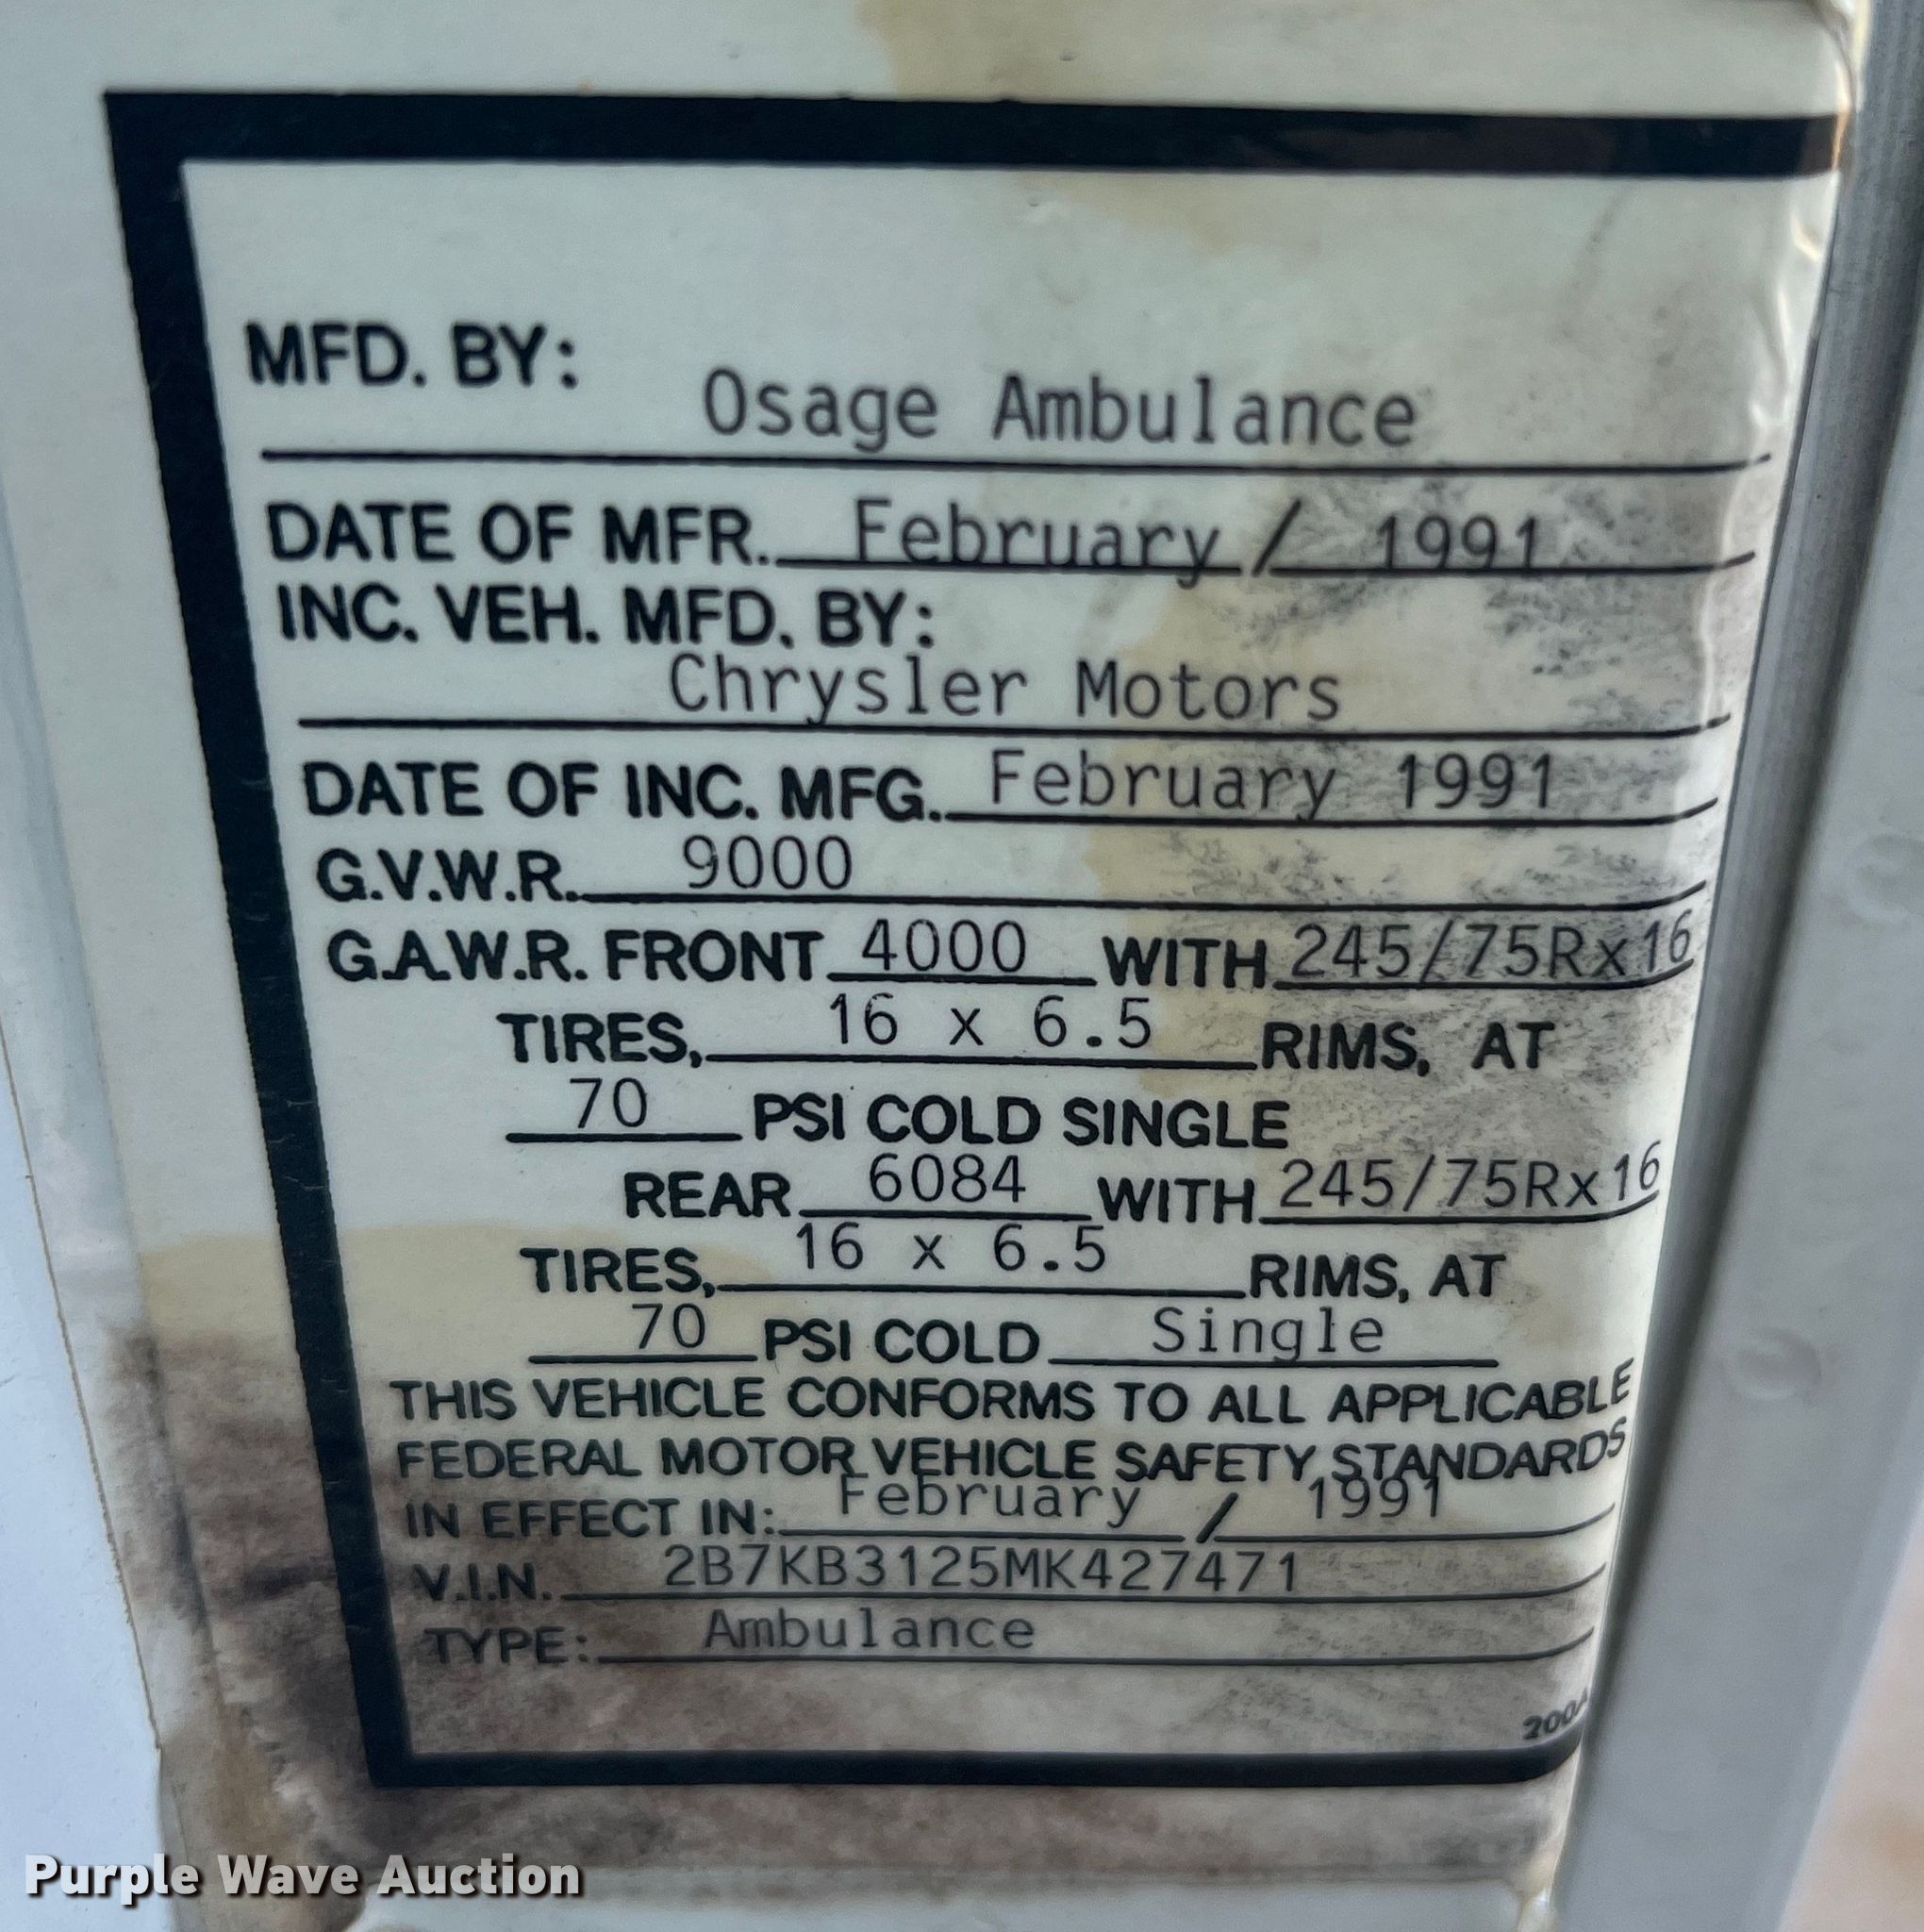 MFD. BY: Osage Ambulance
DATE OF MFR. February / 1991
INC. VEH. MFD. BY:
Chrysler Motors
DATE OF INC. MFG. February 1991
G.V.W.R. 9000
G.A.W.R. FRONT 4000 WITH 245/75Rx16
TIRES, 16 x 6.5 RIMS, AT
70 PSI COLD SINGLE
REAR 6084 WITH 245/75Rx16
TIRES, 16 x 6.5 RIMS, AT
70 PSI COLD Single
THIS VEHICLE CONFORMS TO ALL APPLICABLE
FEDERAL MOTOR VEHICLE SAFETY STANDARDS
IN EFFECT IN: February / 1991
V.I.N. 2B7KB3125MK427471
TYPE: Ambulance
Purple Wave Auction